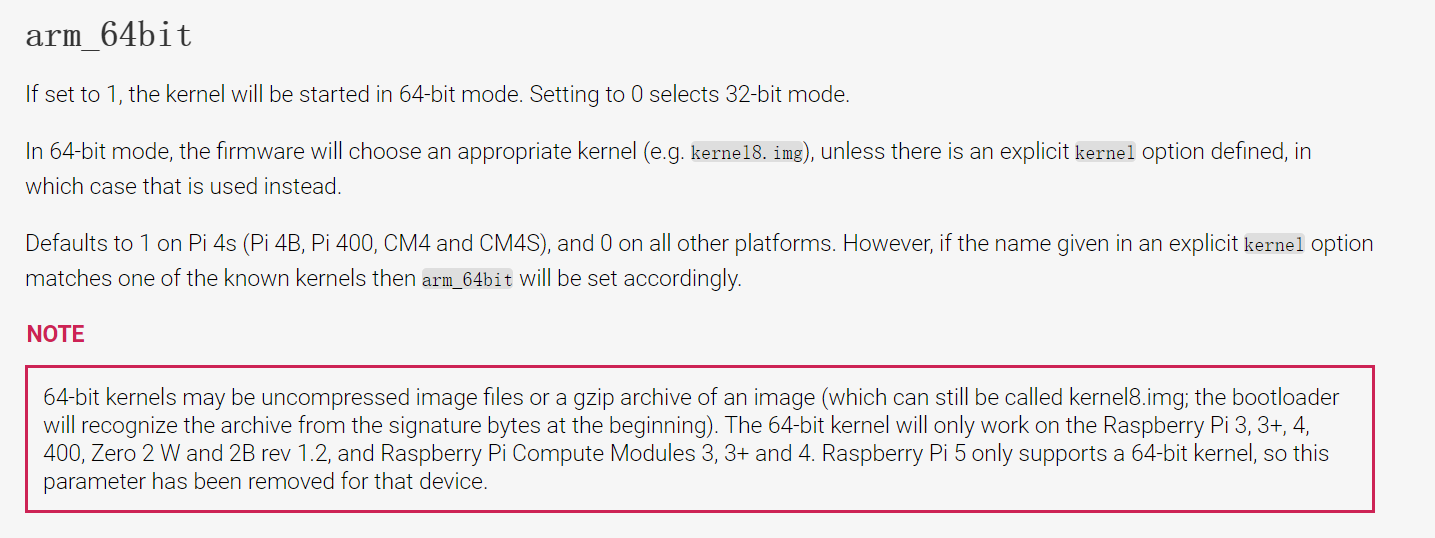 arm_64bit
If set to 1, the kernel will be started in 64-bit mode. Setting to 0 selects 32-bit mode.
In 64-bit mode, the firmware will choose an appropriate kernel (e.g. kernel8.img), unless there is an explicit kernel option defined, in
which case that is used instead.
Defaults to 1 on Pi 4s (Pi 4B, Pi 400, CM4 and CM4S), and 0 on all other platforms. However, if the name given in an explicit kernel option
matches one of the known kernels then arm_64bit will be set accordingly.
NOTE
64-bit kernels may be uncompressed image files or a gzip archive of an image (which can still be called kernel8.img; the bootloader
will recognize the archive from the signature bytes at the beginning). The 64-bit kernel will only work on the Raspberry Pi 3, 3+, 4,
400, Zero 2 W and 2B rev 1.2, and Raspberry Pi Compute Modules 3, 3+ and 4. Raspberry Pi 5 only supports a 64-bit kernel, so this
parameter has been removed for that device.